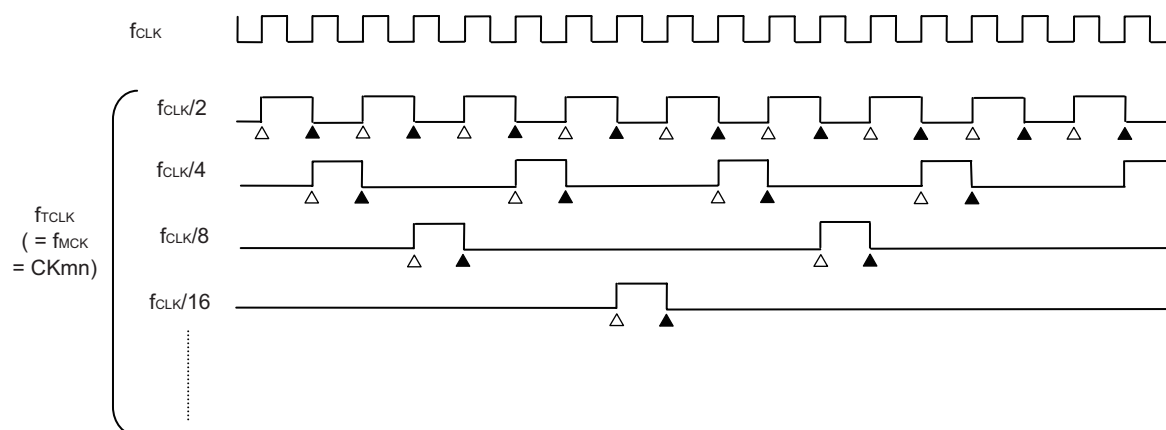 fCLK
fCLK/2
fCLK/4
fCLK/8
fCLK/16
fTCLK
( = fMCK
= CKmn)